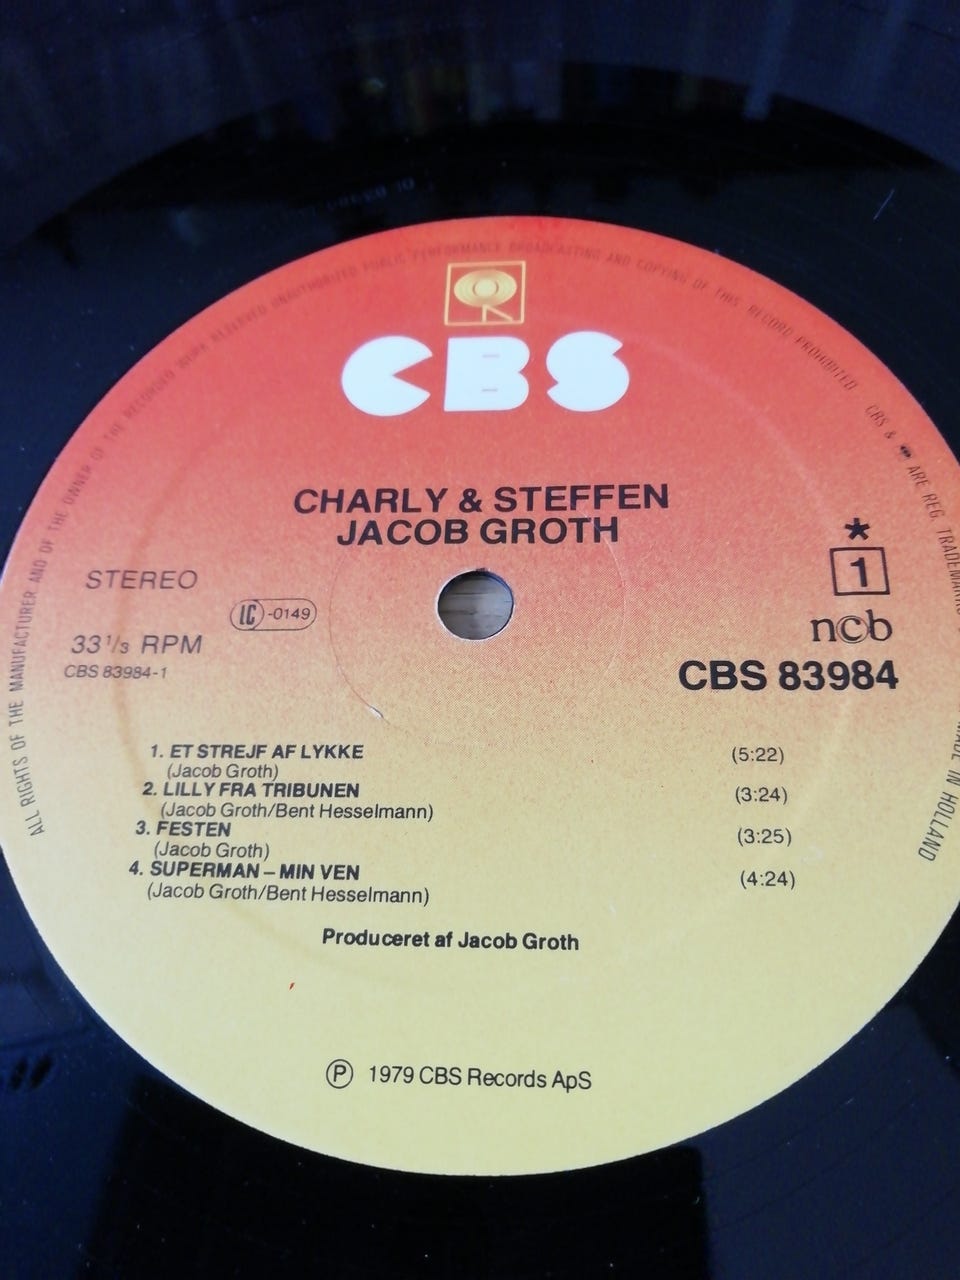 ALL RIGHTS OF THE MANUFACTURER AND OF THE OWNER OF THE RECORDED WORK RESERVED UNAUTHORIZED PUBLIC PERFORMANCE BROADCASTING AND COPYING OF THIS RECORD PROHIBITED CBS & ARE REG. TRADEMARKS MADE IN HOLLAND
CBS
CHARLY & STEFFEN
JACOB GROTH
STEREO
LC -0149
33 1/3 RPM
CBS 83984-1
*
1
ncb
CBS 83984
1. ET STREJF AF LYKKE (5:22)
(Jacob Groth)
2. LILLY FRA TRIBUNEN (3:24)
(Jacob Groth/Bent Hesselmann)
3. FESTEN (3:25)
(Jacob Groth)
4. SUPERMAN – MIN VEN (4:24)
(Jacob Groth/Bent Hesselmann)
Produceret af Jacob Groth
Ⓟ 1979 CBS Records ApS